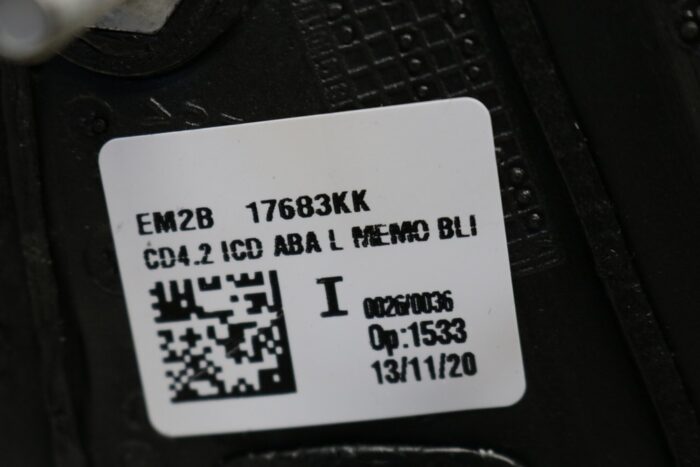 EM2B 17683KK
CD4.2 ICD ABA L MEMO BLI
I 0026/0036
Op:1533
13/11/20